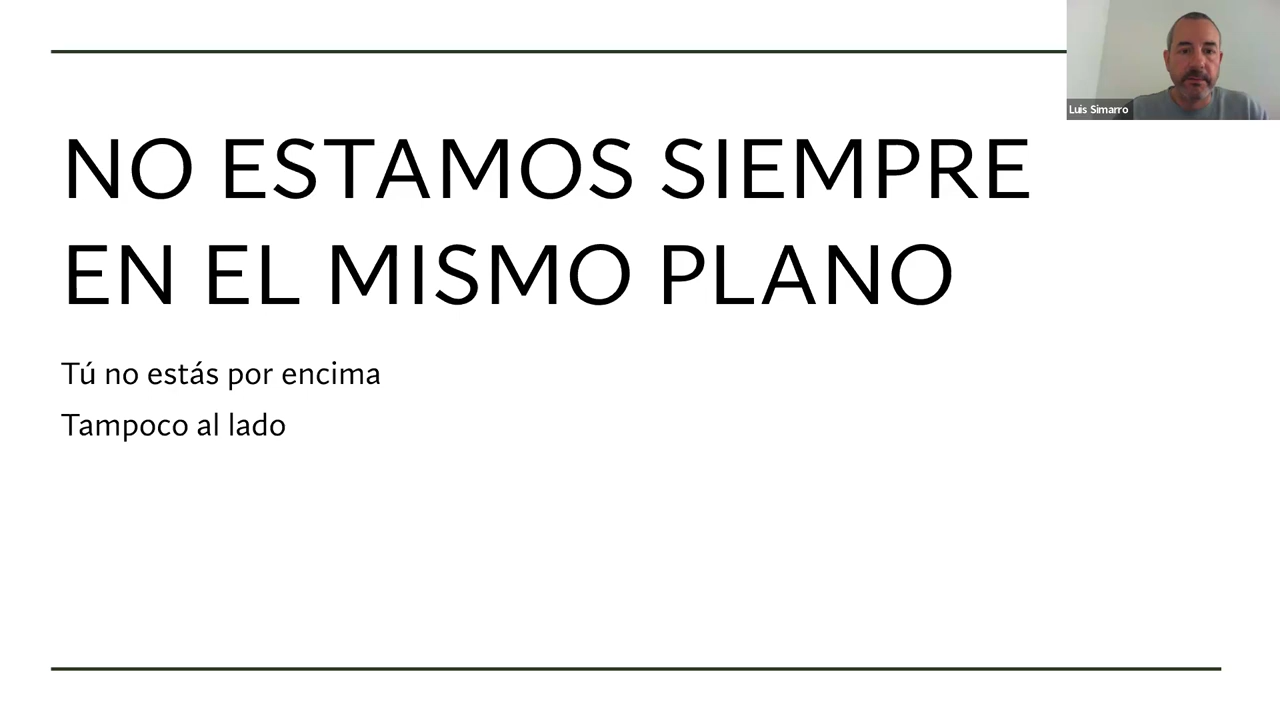 Luis Simarro
NO ESTAMOS SIEMPRE
EN EL MISMO PLANO
Tú no estás por encima
Tampoco al lado